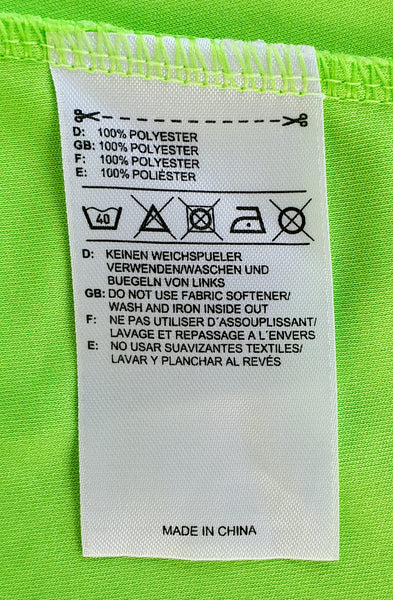 D: 100% POLYESTER
GB: 100% POLYESTER
F: 100% POLYESTER
E: 100% POLIÉSTER
40
D: KEINEN WEICHSPUELER
VERWENDEN/WASCHEN UND
BUEGELN VON LINKS
GB: DO NOT USE FABRIC SOFTENER/
WASH AND IRON INSIDE OUT
F: NE PAS UTILISER D´ASSOUPLISSANT/
LAVAGE ET REPASSAGE A L´ENVERS
E: NO USAR SUAVIZANTES TEXTILES/
LAVAR Y PLANCHAR AL REVÉS
MADE IN CHINA